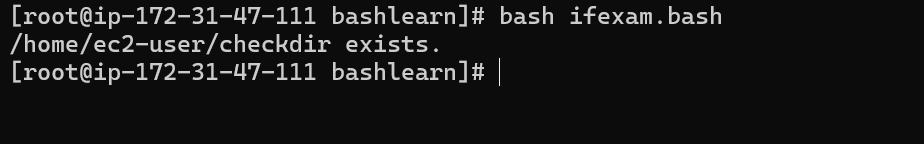 [root@ip-172-31-47-111 bashlearn]# bash ifexam.bash
/home/ec2-user/checkdir exists.
[root@ip-172-31-47-111 bashlearn]#